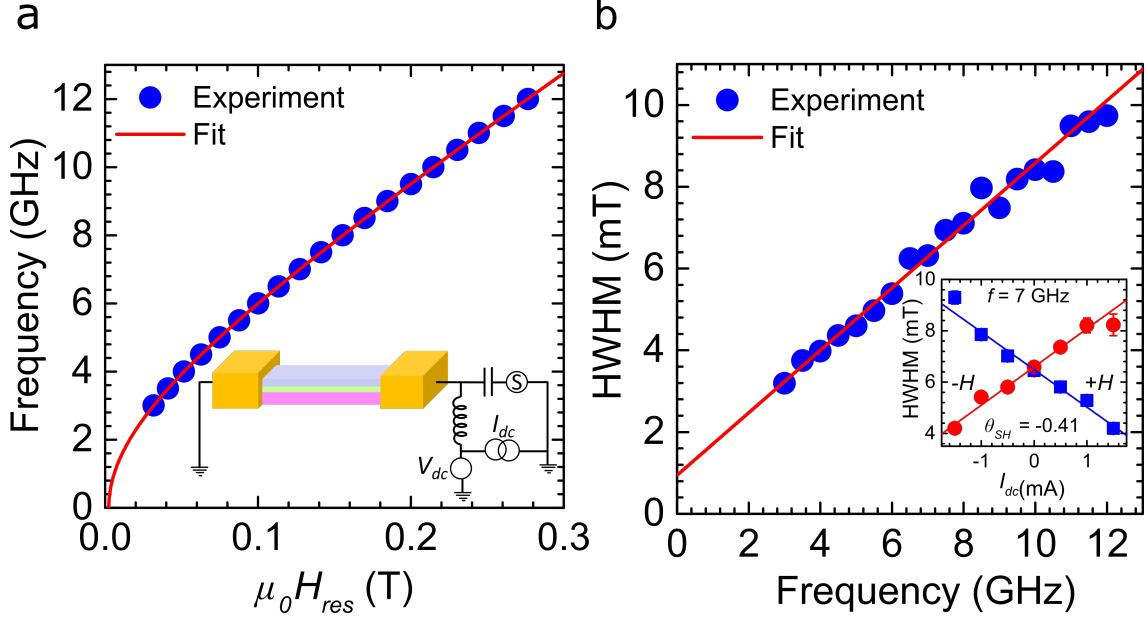 a
Frequency (GHz)
12
10
8
6
4
2
0
Experiment
Fit
S
I_dc
V_dc
0.0 0.1 0.2 0.3
μ_0H_res (T)
b
HWHM (mT)
10
8
6
4
2
0
Experiment
Fit
HWHM (mT)
10
8
6
4
f = 7 GHz
-H +H
θ_SH = -0.41
-1 0 1
I_dc(mA)
0 2 4 6 8 10 12
Frequency (GHz)